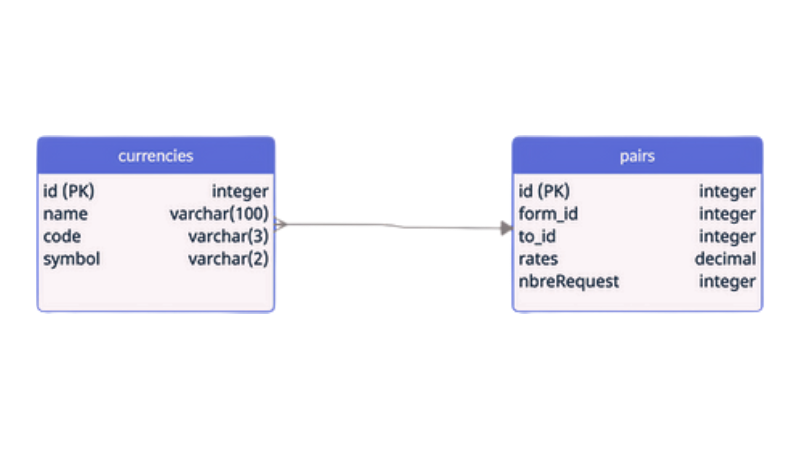 currencies
id (PK) integer
name varchar(100)
code varchar(3)
symbol varchar(2)
pairs
id (PK) integer
form_id integer
to_id integer
rates decimal
nbreRequest integer